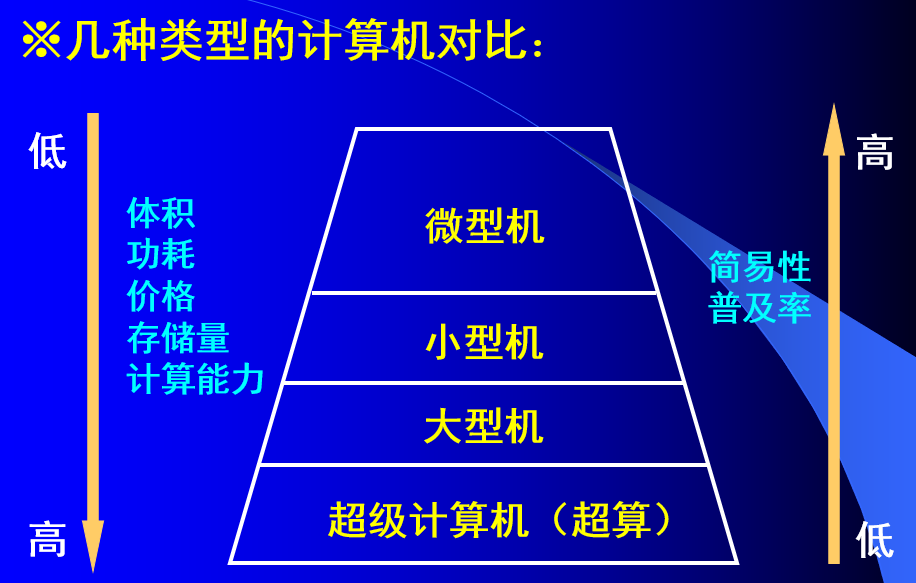 ※几种类型的计算机对比：
低
高
体积
功耗
价格
存储量
计算能力
微型机
小型机
大型机
超级计算机（超算）
高
简易性
普及率
低